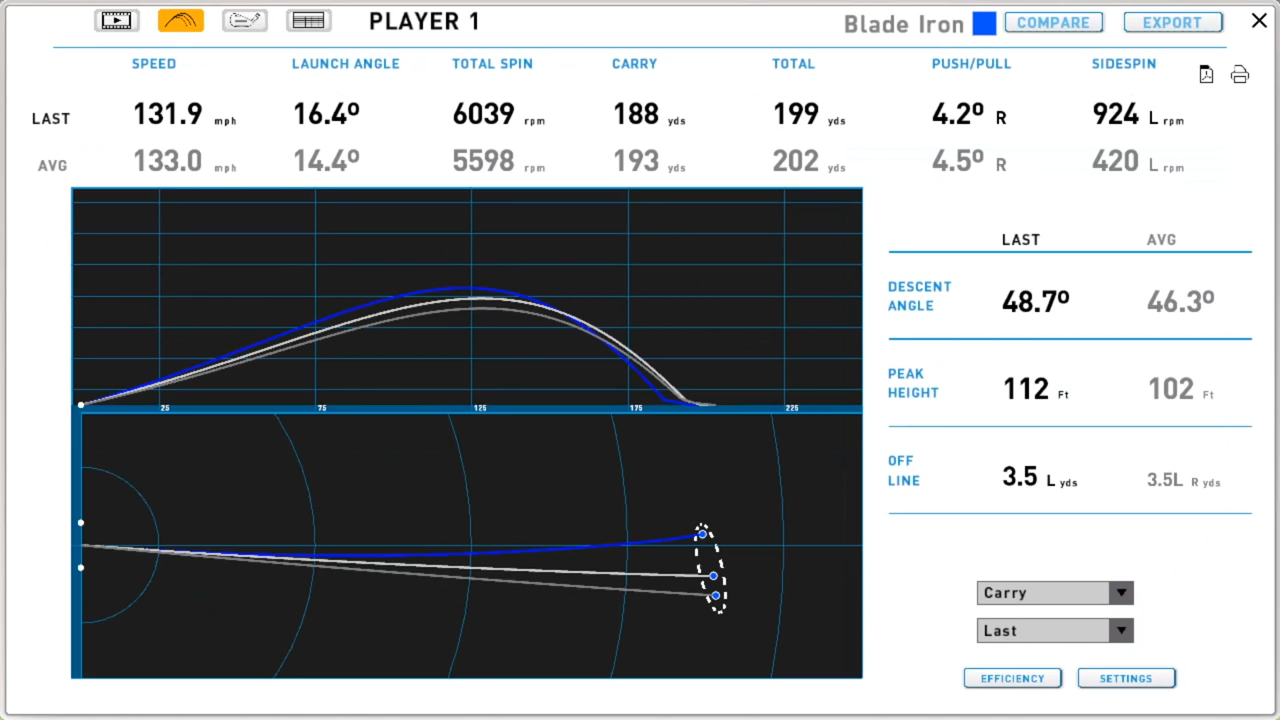 PLAYER 1 Blade Iron COMPARE EXPORT
SPEED LAUNCH ANGLE TOTAL SPIN CARRY TOTAL PUSH/PULL SIDESPIN
LAST 131.9 mph 16.4º 6039 rpm 188 yds 199 yds 4.2º R 924 L rpm
AVG 133.0 mph 14.4º 5598 rpm 193 yds 202 yds 4.5º R 420 L rpm
LAST AVG
DESCENT
ANGLE 48.7º 46.3º
PEAK
HEIGHT 112 Ft 102 Ft
25 75 125 175 225
OFF
LINE 3.5 L yds 3.5L R yds
Carry
Last
EFFICIENCY SETTINGS